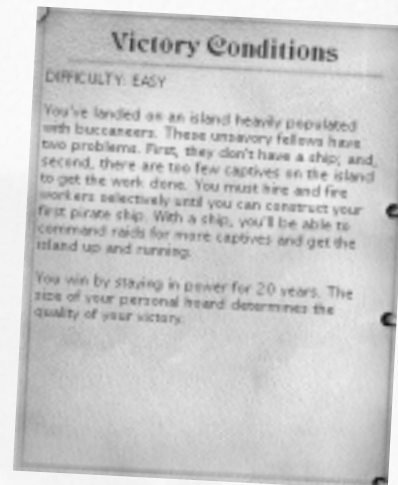 Victory Conditions
DIFFICULTY: EASY
You've landed on an island heavily populated
with buccaneers. These unsavory fellows have
two problems. First, they don't have a ship; and,
second, there are too few captives on the island
to get the work done. You must hire and fire
workers selectively until you can construct your
first pirate ship. With a ship, you'll be able to
command raids for more captives and get the
island up and running.
You win by staying in power for 20 years. The
size of your personal hoard determines the
quality of your victory.